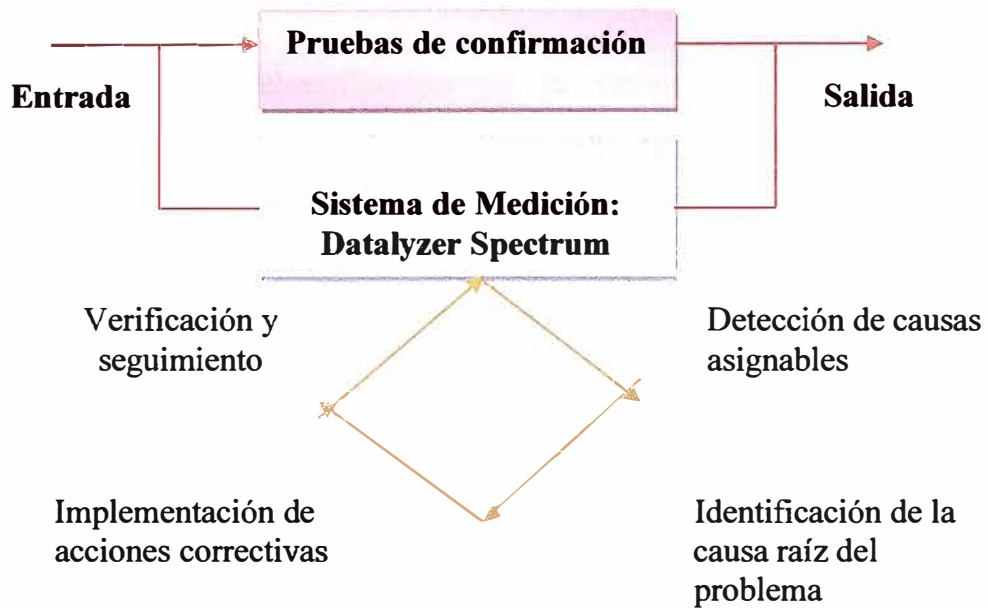 Pruebas de confirmación
Entrada
Salida
Sistema de Medición:
Datalyzer Spectrum
Verificación y
seguimiento
Detección de causas
asignables
Implementación de
acciones correctivas
Identificación de la
causa raíz del
problema